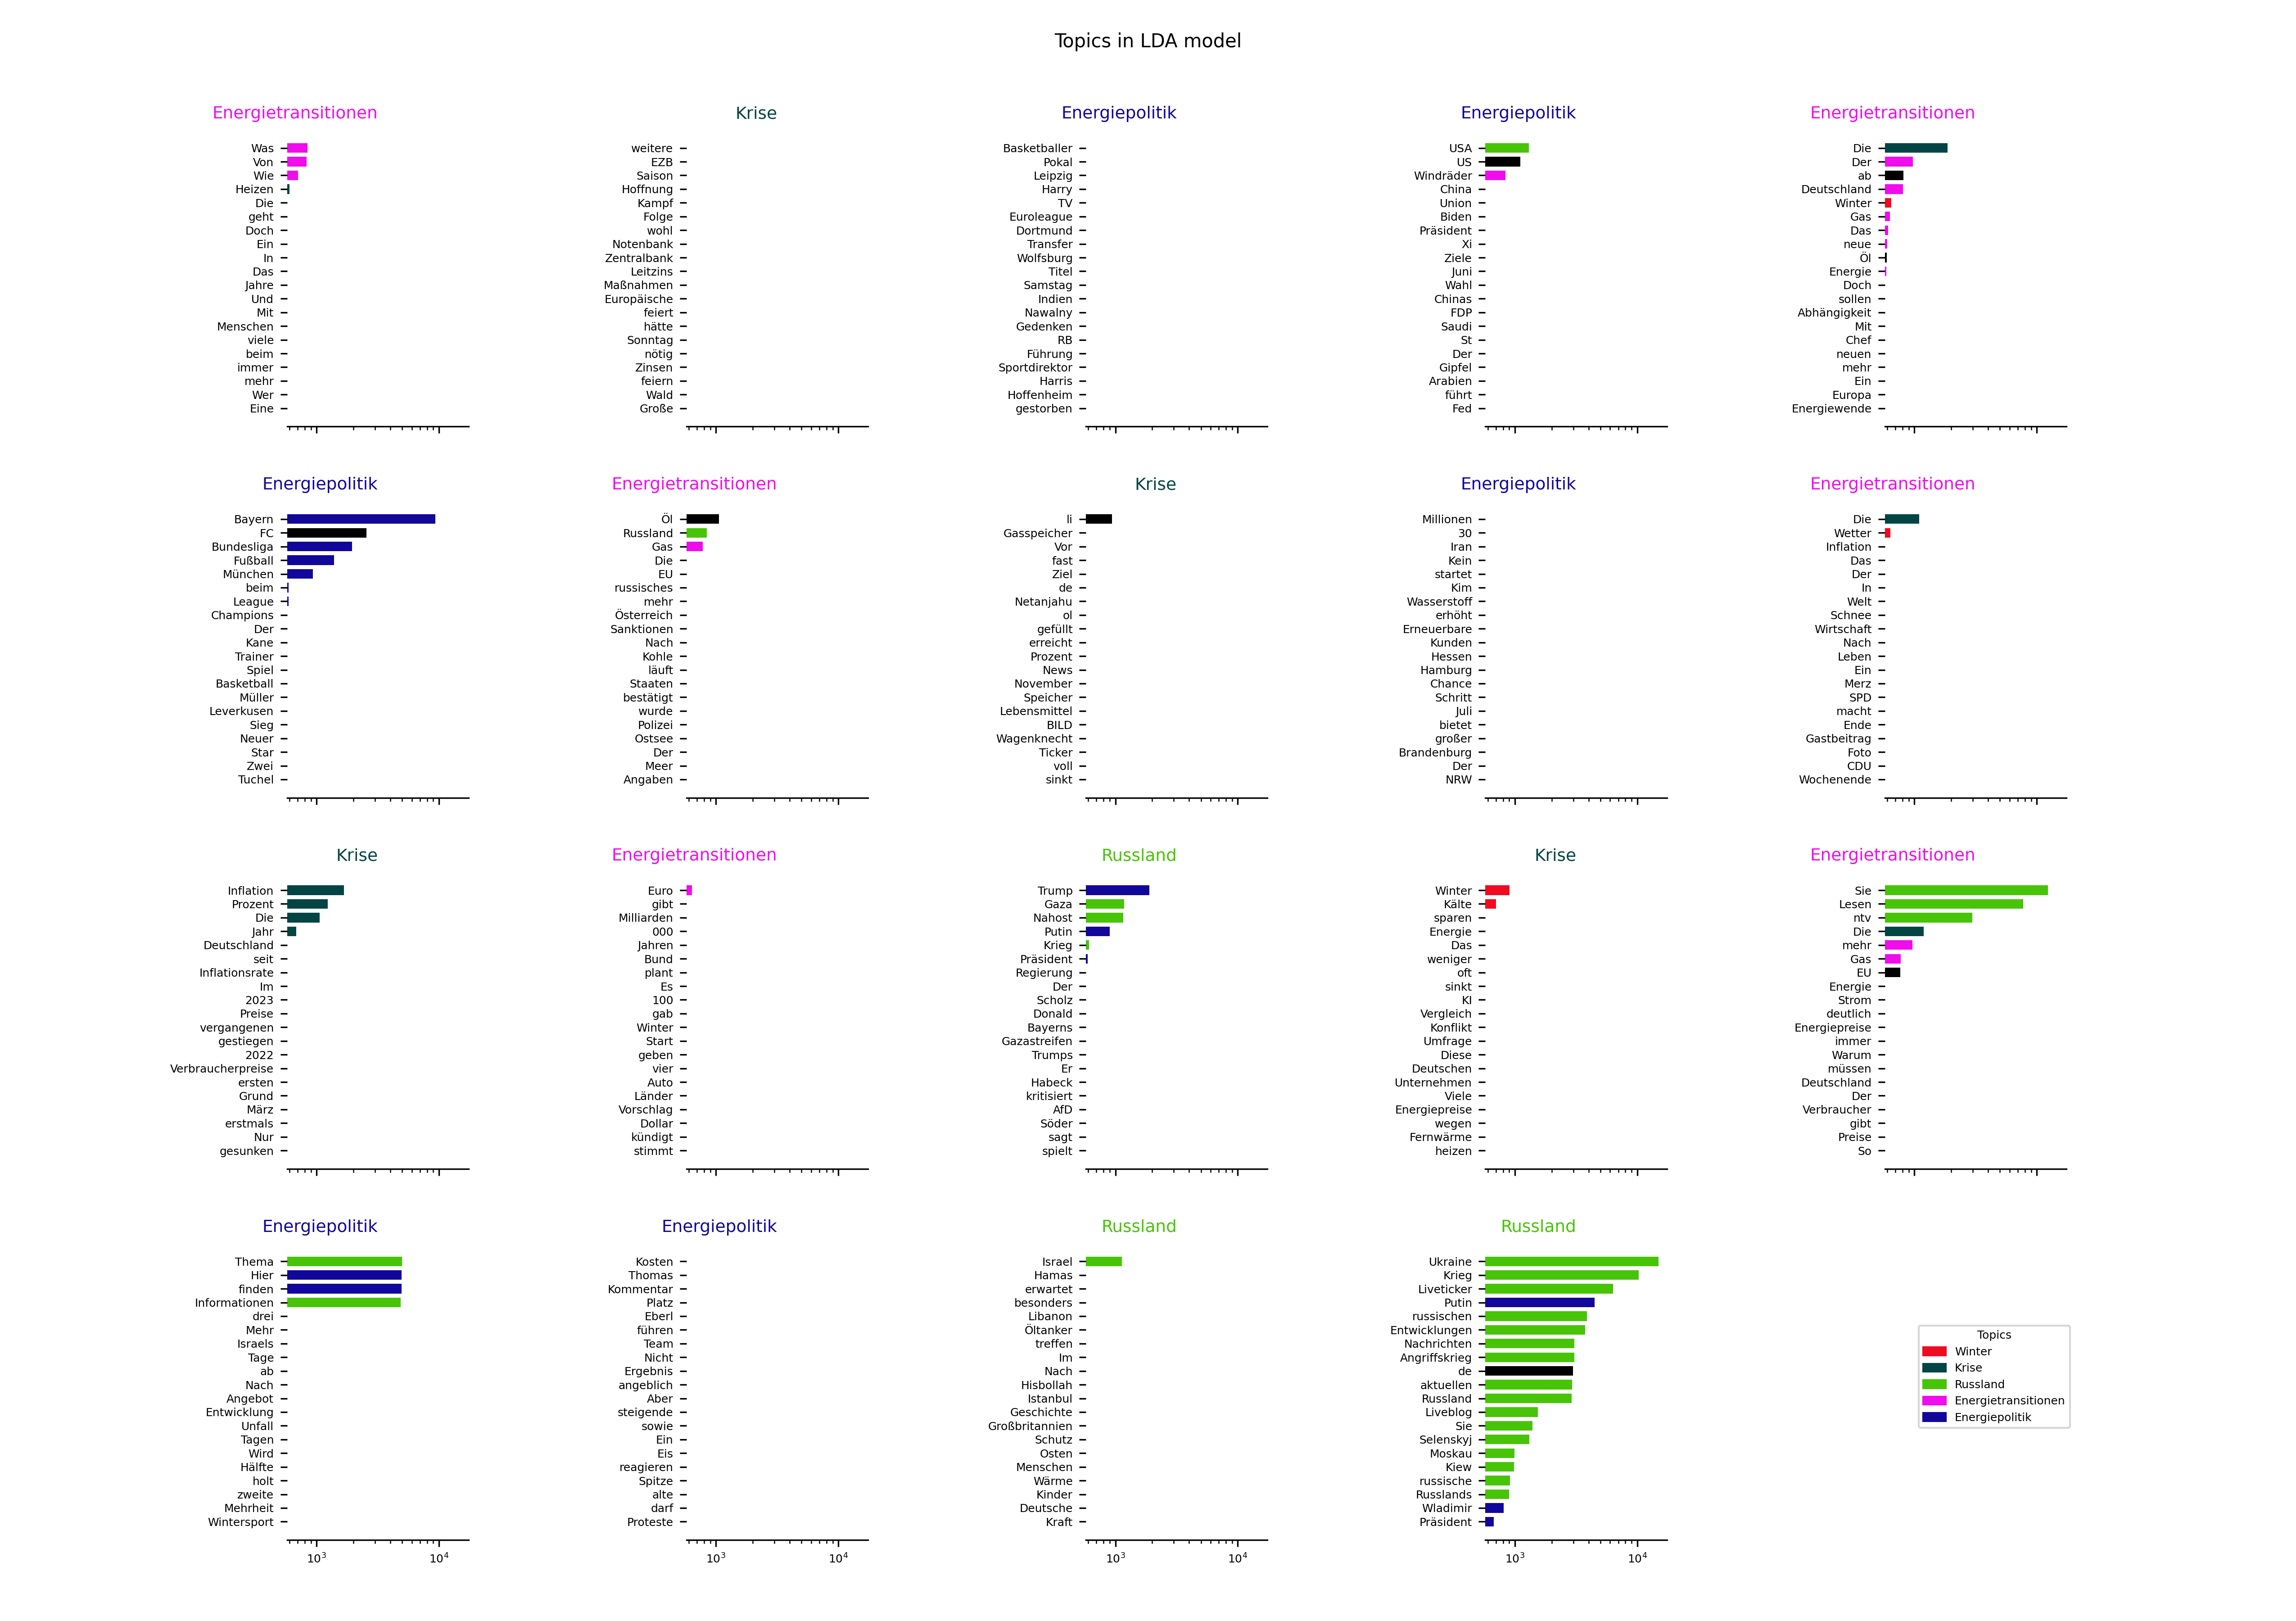 Topics in LDA model
Energietransitionen
Was
Von
Wie
Heizen
Die
geht
Doch
Ein
In
Das
Jahre
Und
Mit
Menschen
viele
beim
immer
mehr
Wer
Eine
Krise
weitere
EZB
Saison
Hoffnung
Kampf
Folge
wohl
Notenbank
Zentralbank
Leitzins
Maßnahmen
Europäische
feiert
hätte
Sonntag
nötig
Zinsen
feiern
Wald
Große
Energiepolitik
Basketballer
Pokal
Leipzig
Harry
TV
Euroleague
Dortmund
Transfer
Wolfsburg
Titel
Samstag
Indien
Nawalny
Gedenken
RB
Führung
Sportdirektor
Harris
Hoffenheim
gestorben
Energiepolitik
USA
US
Windräder
China
Union
Biden
Präsident
Xi
Ziele
Juni
Wahl
Chinas
FDP
Saudi
St
Der
Gipfel
Arabien
führt
Fed
Energietransitionen
Die
Der
ab
Deutschland
Winter
Gas
Das
neue
Öl
Energie
Doch
sollen
Abhängigkeit
Mit
Chef
neuen
mehr
Ein
Europa
Energiewende
Energiepolitik
Bayern
FC
Bundesliga
Fußball
München
beim
League
Champions
Der
Kane
Trainer
Spiel
Basketball
Müller
Leverkusen
Sieg
Neuer
Star
Zwei
Tuchel
Energietransitionen
Öl
Russland
Gas
Die
EU
russisches
mehr
Österreich
Sanktionen
Nach
Kohle
läuft
Staaten
bestätigt
wurde
Polizei
Ostsee
Der
Meer
Angaben
Krise
li
Gasspeicher
Vor
fast
Ziel
de
Netanjahu
ol
gefüllt
erreicht
Prozent
News
November
Speicher
Lebensmittel
BILD
Wagenknecht
Ticker
voll
sinkt
Energiepolitik
Millionen
30
Iran
Kein
startet
Kim
Wasserstoff
erhöht
Erneuerbare
Kunden
Hessen
Hamburg
Chance
Schritt
Juli
bietet
großer
Brandenburg
Der
NRW
Energietransitionen
Die
Wetter
Inflation
Das
Der
In
Welt
Schnee
Wirtschaft
Nach
Leben
Ein
Merz
SPD
macht
Ende
Gastbeitrag
Foto
CDU
Wochenende
Krise
Inflation
Prozent
Die
Jahr
Deutschland
seit
Inflationsrate
Im
2023
Preise
vergangenen
gestiegen
2022
Verbraucherpreise
ersten
Grund
März
erstmals
Nur
gesunken
Energietransitionen
Euro
gibt
Milliarden
000
Jahren
Bund
plant
Es
100
gab
Winter
Start
geben
vier
Auto
Länder
Vorschlag
Dollar
kündigt
stimmt
Russland
Trump
Gaza
Nahost
Putin
Krieg
Präsident
Regierung
Der
Scholz
Donald
Bayerns
Gazastreifen
Trumps
Er
Habeck
kritisiert
AfD
Söder
sagt
spielt
Krise
Winter
Kälte
sparen
Energie
Das
weniger
oft
sinkt
KI
Vergleich
Konflikt
Umfrage
Diese
Deutschen
Unternehmen
Viele
Energiepreise
wegen
Fernwärme
heizen
Energietransitionen
Sie
Lesen
ntv
Die
mehr
Gas
EU
Energie
Strom
deutlich
Energiepreise
immer
Warum
müssen
Deutschland
Der
Verbraucher
gibt
Preise
So
Energiepolitik
Thema
Hier
finden
Informationen
drei
Mehr
Israels
Tage
ab
Nach
Angebot
Entwicklung
Unfall
Tagen
Wird
Hälfte
holt
zweite
Mehrheit
Wintersport
10³ 10⁴
Energiepolitik
Kosten
Thomas
Kommentar
Platz
Eberl
führen
Team
Nicht
Ergebnis
angeblich
Aber
steigende
sowie
Ein
Eis
reagieren
Spitze
alte
darf
Proteste
10³ 10⁴
Russland
Israel
Hamas
erwartet
besonders
Libanon
Öltanker
treffen
Im
Nach
Hisbollah
Istanbul
Geschichte
Großbritannien
Schutz
Osten
Menschen
Wärme
Kinder
Deutsche
Kraft
10³ 10⁴
Russland
Ukraine
Krieg
Liveticker
Putin
russischen
Entwicklungen
Nachrichten
Angriffskrieg
de
aktuellen
Russland
Liveblog
Sie
Selenskyj
Moskau
Kiew
russische
Russlands
Wladimir
Präsident
10³ 10⁴
Topics
Winter
Krise
Russland
Energietransitionen
Energiepolitik